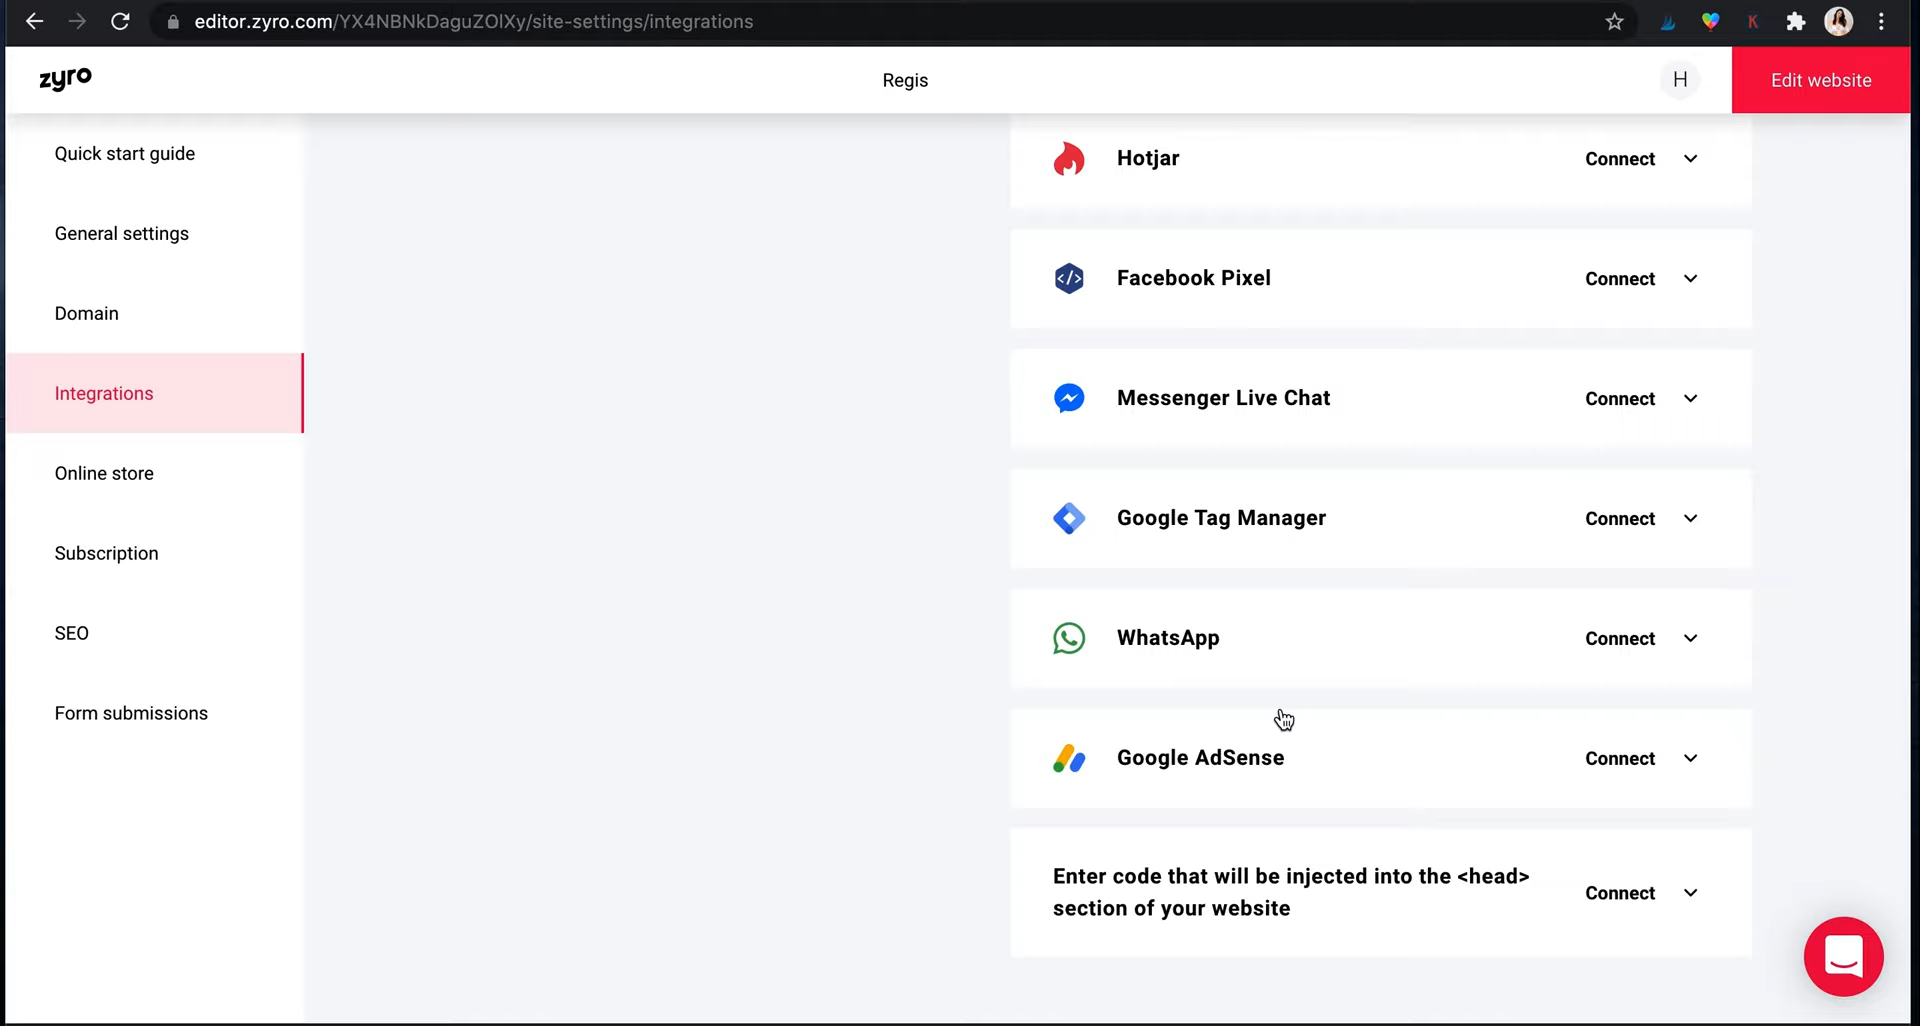 editor.zyro.com/YX4NBNkDaguZOlXy/site-settings/integrations
K
zyro
Regis
H
Edit website
Quick start guide
General settings
Domain
Integrations
Online store
Subscription
SEO
Form submissions
Hotjar
Connect
Facebook Pixel
Connect
Messenger Live Chat
Connect
Google Tag Manager
Connect
WhatsApp
Connect
Google AdSense
Connect
Enter code that will be injected into the <head>
section of your website
Connect